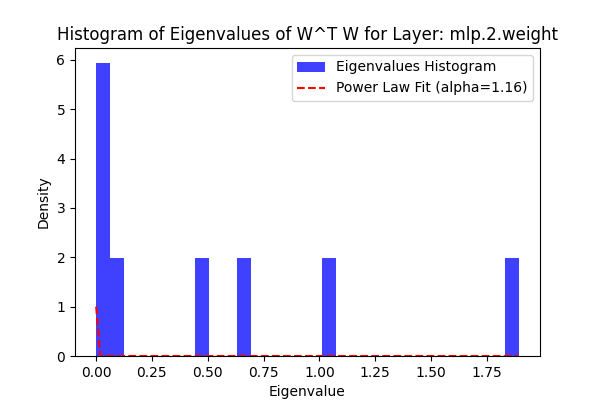 Histogram of Eigenvalues of W^T W for Layer: mlp.2.weight
Eigenvalues Histogram
Power Law Fit (alpha=1.16)
6
5
4
3
2
1
0
Density
0.00 0.25 0.50 0.75 1.00 1.25 1.50 1.75
Eigenvalue